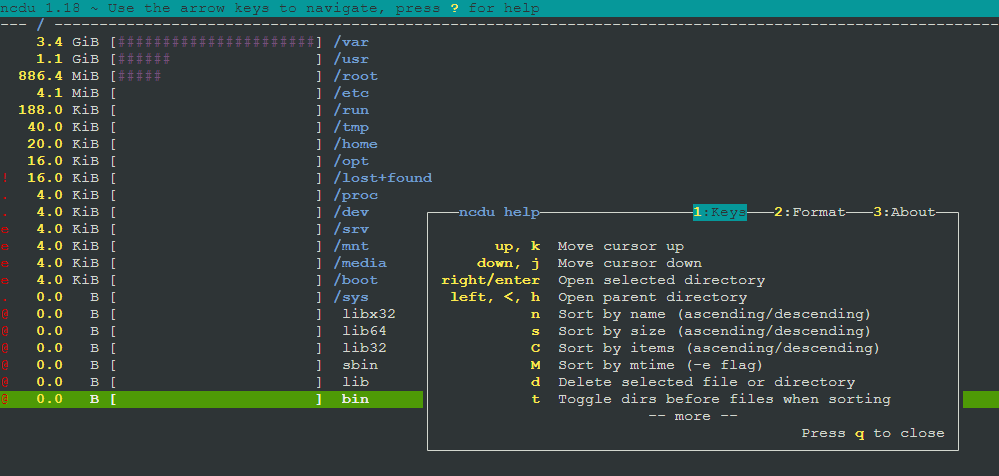 ncdu 1.18 ~ Use the arrow keys to navigate, press ? for help
--- / ---
3.4 GiB [######################] /var
1.1 GiB [###### ] /usr
886.4 MiB [##### ] /root
4.1 MiB [ ] /etc
188.0 KiB [ ] /run
40.0 KiB [ ] /tmp
20.0 KiB [ ] /home
16.0 KiB [ ] /opt
! 16.0 KiB [ ] /lost+found
. 4.0 KiB [ ] /proc
. 4.0 KiB [ ] /dev
e 4.0 KiB [ ] /srv
e 4.0 KiB [ ] /mnt
e 4.0 KiB [ ] /media
e 4.0 KiB [ ] /boot
. 0.0 B [ ] /sys
@ 0.0 B [ ] libx32
@ 0.0 B [ ] lib64
@ 0.0 B [ ] lib32
@ 0.0 B [ ] sbin
@ 0.0 B [ ] lib
@ 0.0 B [ ] bin
ncdu help 1:Keys 2:Format 3:About
up, k Move cursor up
down, j Move cursor down
right/enter Open selected directory
left, <, h Open parent directory
n Sort by name (ascending/descending)
s Sort by size (ascending/descending)
C Sort by items (ascending/descending)
M Sort by mtime (-e flag)
d Delete selected file or directory
t Toggle dirs before files when sorting
-- more --
Press q to close